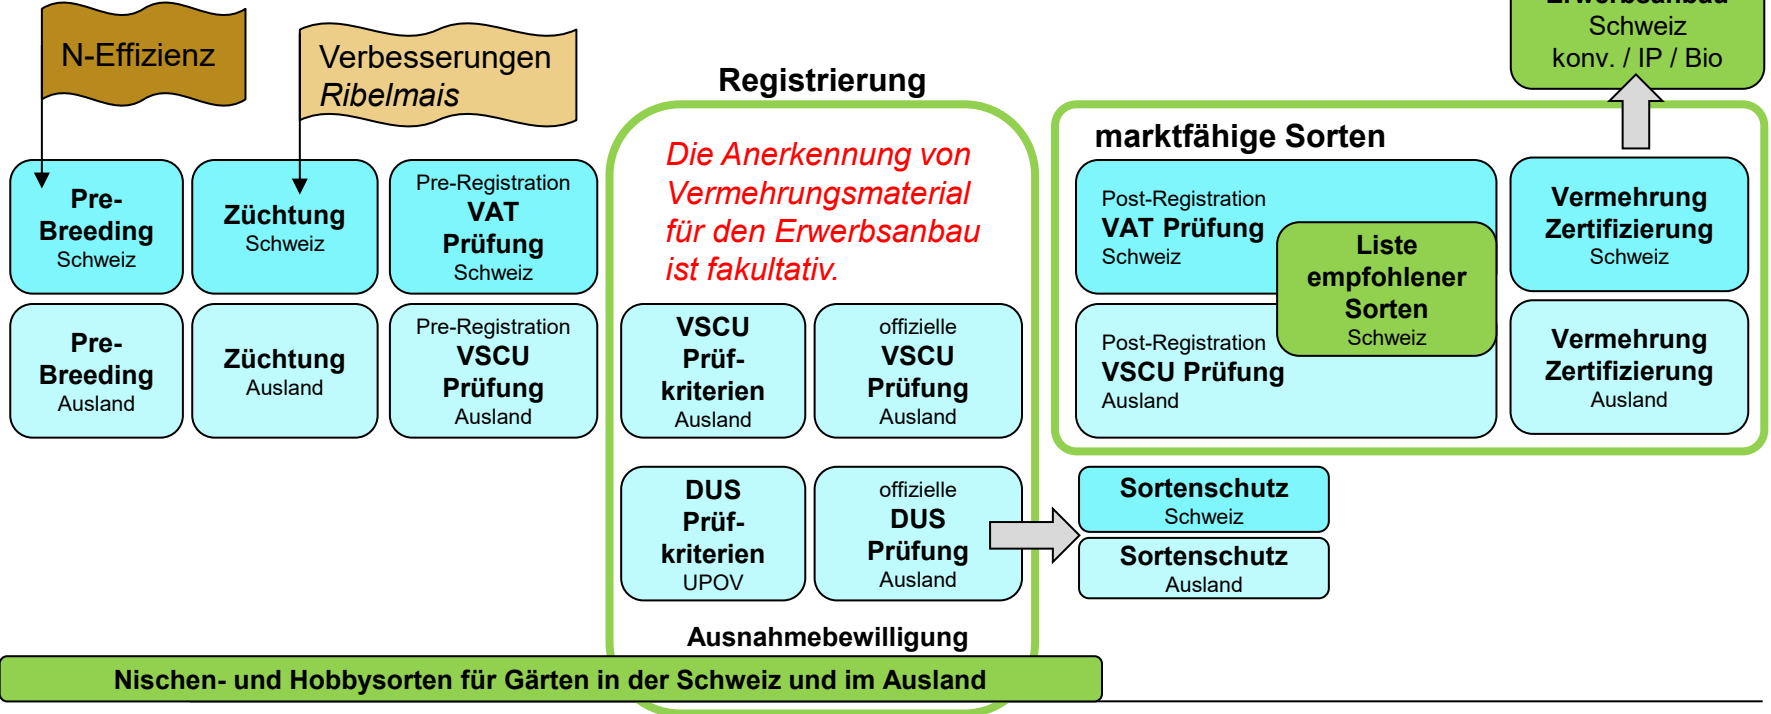 N-Effizienz
Verbesserungen
Ribelmais
Registrierung
Die Anerkennung von
Vermehrungsmaterial
für den Erwerbsanbau
ist fakultativ.
Erwerbsanbau
Schweiz
konv. / IP / Bio
marktfähige Sorten
Pre-
Breeding
Schweiz
Züchtung
Schweiz
Pre-Registration
VAT
Prüfung
Schweiz
Post-Registration
VAT Prüfung
Schweiz
Liste
empfohlener
Sorten
Schweiz
Vermehrung
Zertifizierung
Schweiz
Pre-
Breeding
Ausland
Züchtung
Ausland
Pre-Registration
VSCU
Prüfung
Ausland
VSCU
Prüf-
kriterien
Ausland
offizielle
VSCU
Prüfung
Ausland
Post-Registration
VSCU Prüfung
Ausland
Vermehrung
Zertifizierung
Ausland
DUS
Prüf-
kriterien
UPOV
offizielle
DUS
Prüfung
Ausland
Sortenschutz
Schweiz
Sortenschutz
Ausland
Ausnahmebewilligung
Nischen- und Hobbysorten für Gärten in der Schweiz und im Ausland